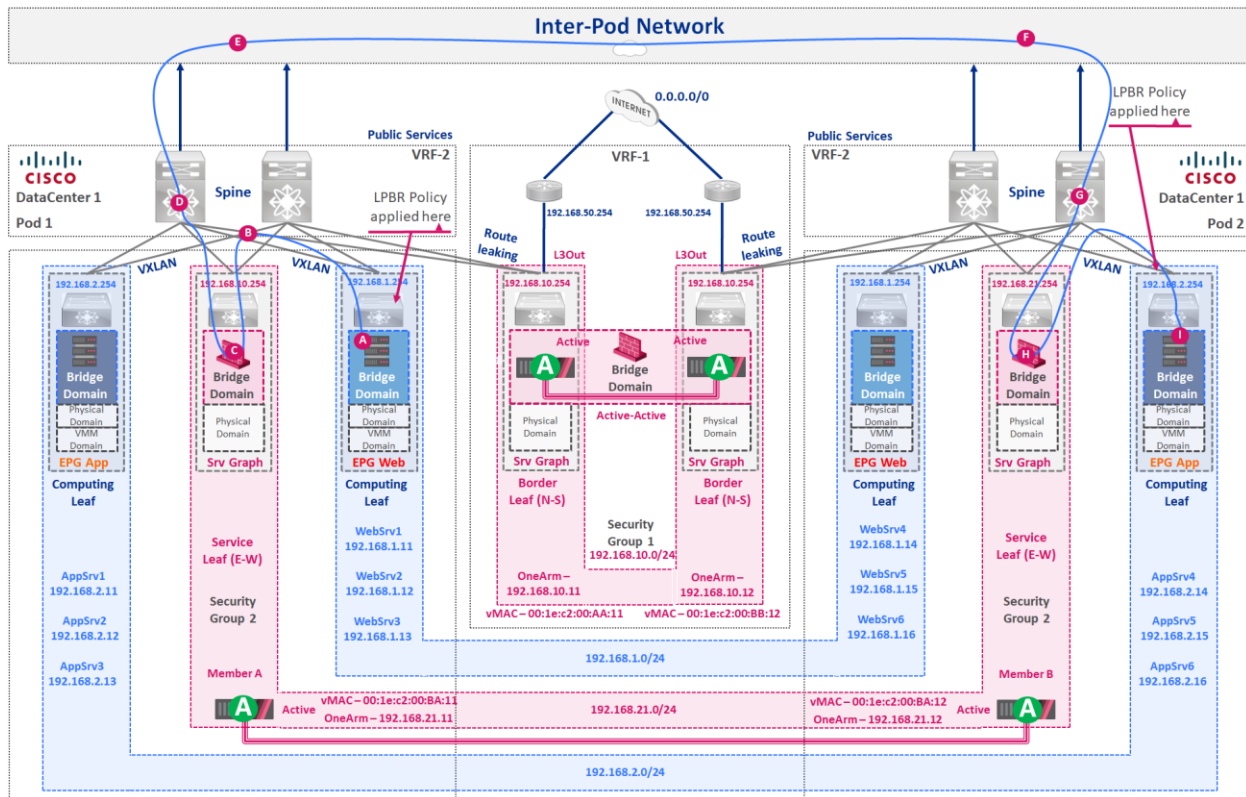 Inter-Pod Network
E
F
INTERNET
0.0.0.0/0
LPBR Policy
applied here
Public Services
Public Services
CISCO
DataCenter 1
Pod 1
VRF-2
VRF-1
VRF-2
CISCO
DataCenter 1
Pod 2
Spine
Spine
D
G
B
LPBR Policy
applied here
192.168.50.254
192.168.50.254
Route
leaking
Route
leaking
L3Out
L3Out
VXLAN
VXLAN
VXLAN
VXLAN
192.168.2.254
192.168.10.254
192.168.1.254
192.168.10.254
192.168.10.254
192.168.1.254
192.168.21.254
192.168.2.254
C
A
H
I
Active
Active
A
A
Bridge
Domain
Bridge
Domain
Bridge
Domain
Bridge
Domain
Bridge
Domain
Bridge
Domain
Bridge
Domain
Active-Active
Physical
Domain
VMM
Domain
Physical
Domain
Physical
Domain
VMM
Domain
Physical
Domain
Physical
Domain
Physical
Domain
VMM
Domain
Physical
Domain
Physical
Domain
VMM
Domain
EPG App
Srv Graph
EPG Web
Srv Graph
Srv Graph
EPG Web
Srv Graph
EPG App
Computing
Leaf
Computing
Leaf
Border
Leaf (N-S)
Border
Leaf (N-S)
Computing
Leaf
Computing
Leaf
Service
Leaf (E-W)
Service
Leaf (E-W)
Security
Group 1
192.168.10.0/24
WebSrv1
192.168.1.11
WebSrv2
192.168.1.12
WebSrv3
192.168.1.13
WebSrv4
192.168.1.14
WebSrv5
192.168.1.15
WebSrv6
192.168.1.16
AppSrv1
192.168.2.11
AppSrv2
192.168.2.12
AppSrv3
192.168.2.13
AppSrv4
192.168.2.14
AppSrv5
192.168.2.15
AppSrv6
192.168.2.16
Security
Group 2
Security
Group 2
OneArm –
192.168.10.11
OneArm –
192.168.10.12
vMAC – 00:1e:c2:00:AA:11
vMAC – 00:1e:c2:00:BB:12
192.168.1.0/24
Member A
Member B
A
Active
vMAC – 00:1e:c2:00:BA:11
OneArm – 192.168.21.11
192.168.21.0/24
vMAC – 00:1e:c2:00:BA:12
OneArm – 192.168.21.12
Active
A
192.168.2.0/24